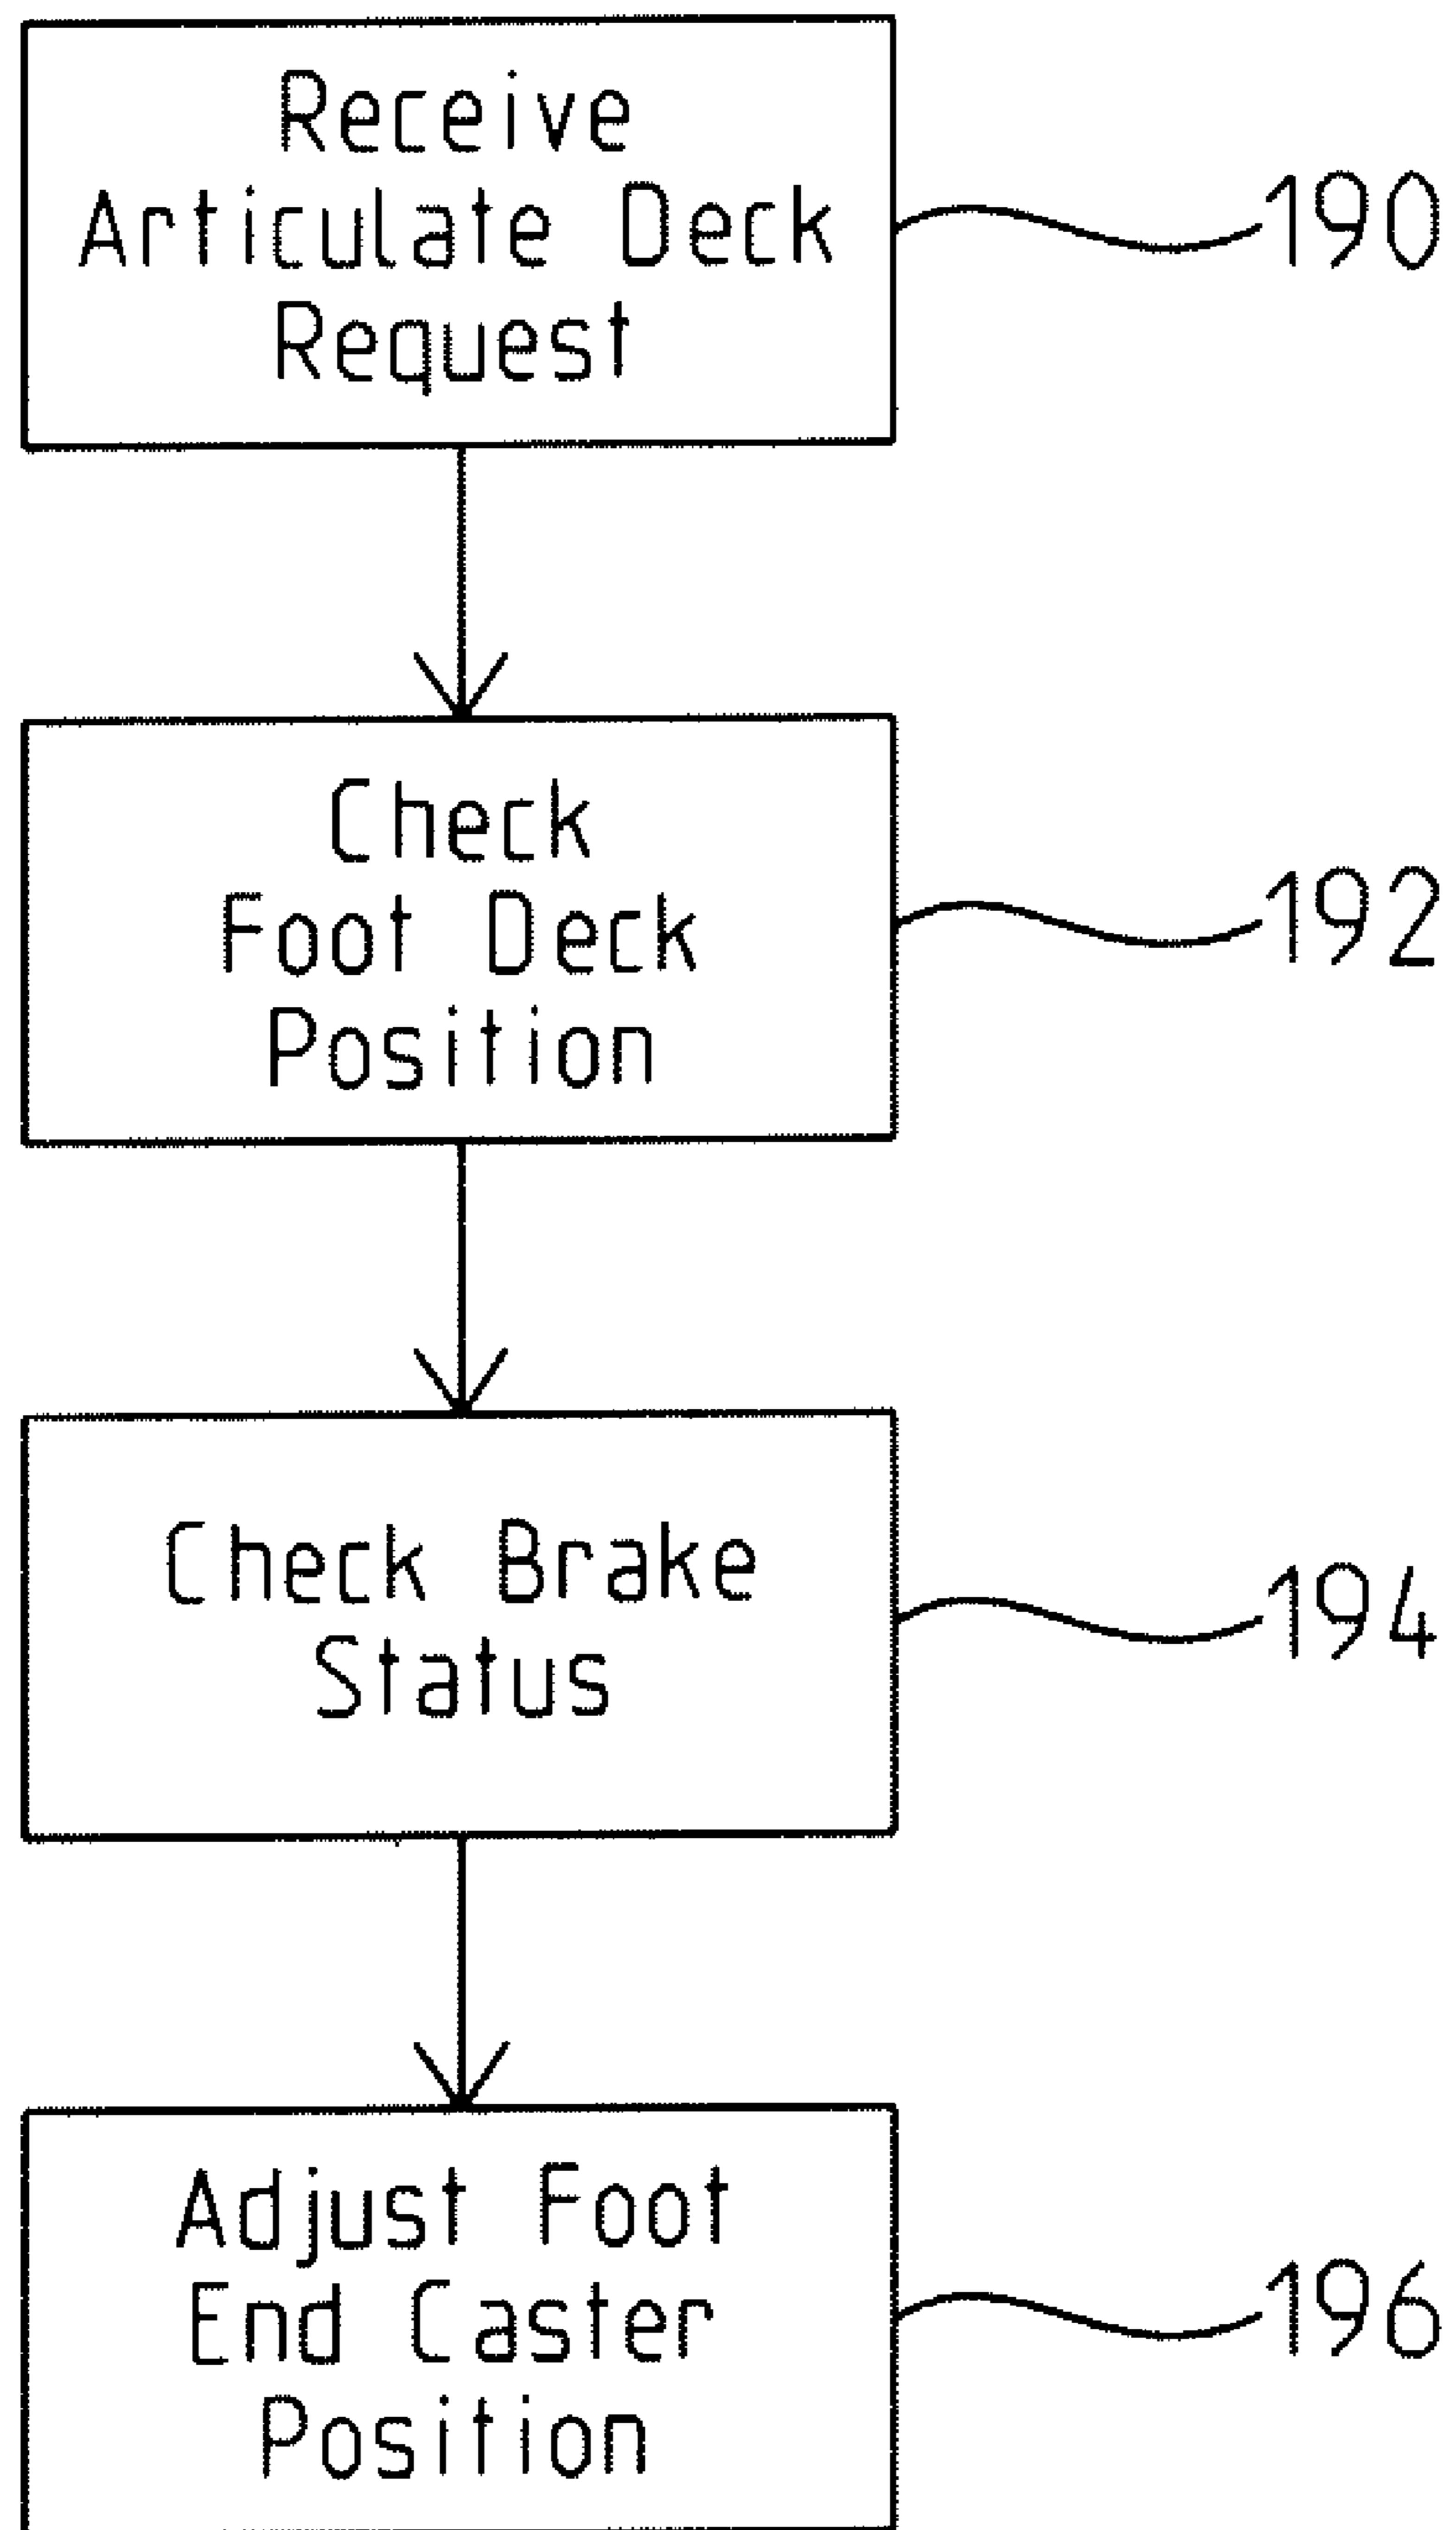 Receive
Articulate Deck
Request
190
Check
Foot Deck
Position
192
Check Brake
Status
194
Adjust Foot
End Caster
Position
196